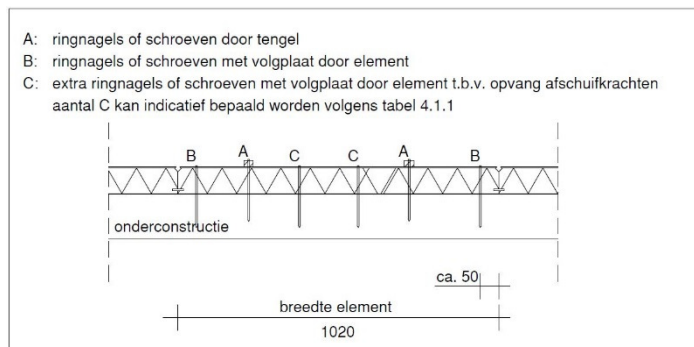 A: ringnagels of schroeven door tengel
B: ringnagels of schroeven met volgplaat door element
C: extra ringnagels of schroeven met volgplaat door element t.b.v. opvang afschuifkrachten
aantal C kan indicatief bepaald worden volgens tabel 4.1.1
B A C C A B
onderconstructie
ca. 50
breedte element
1020